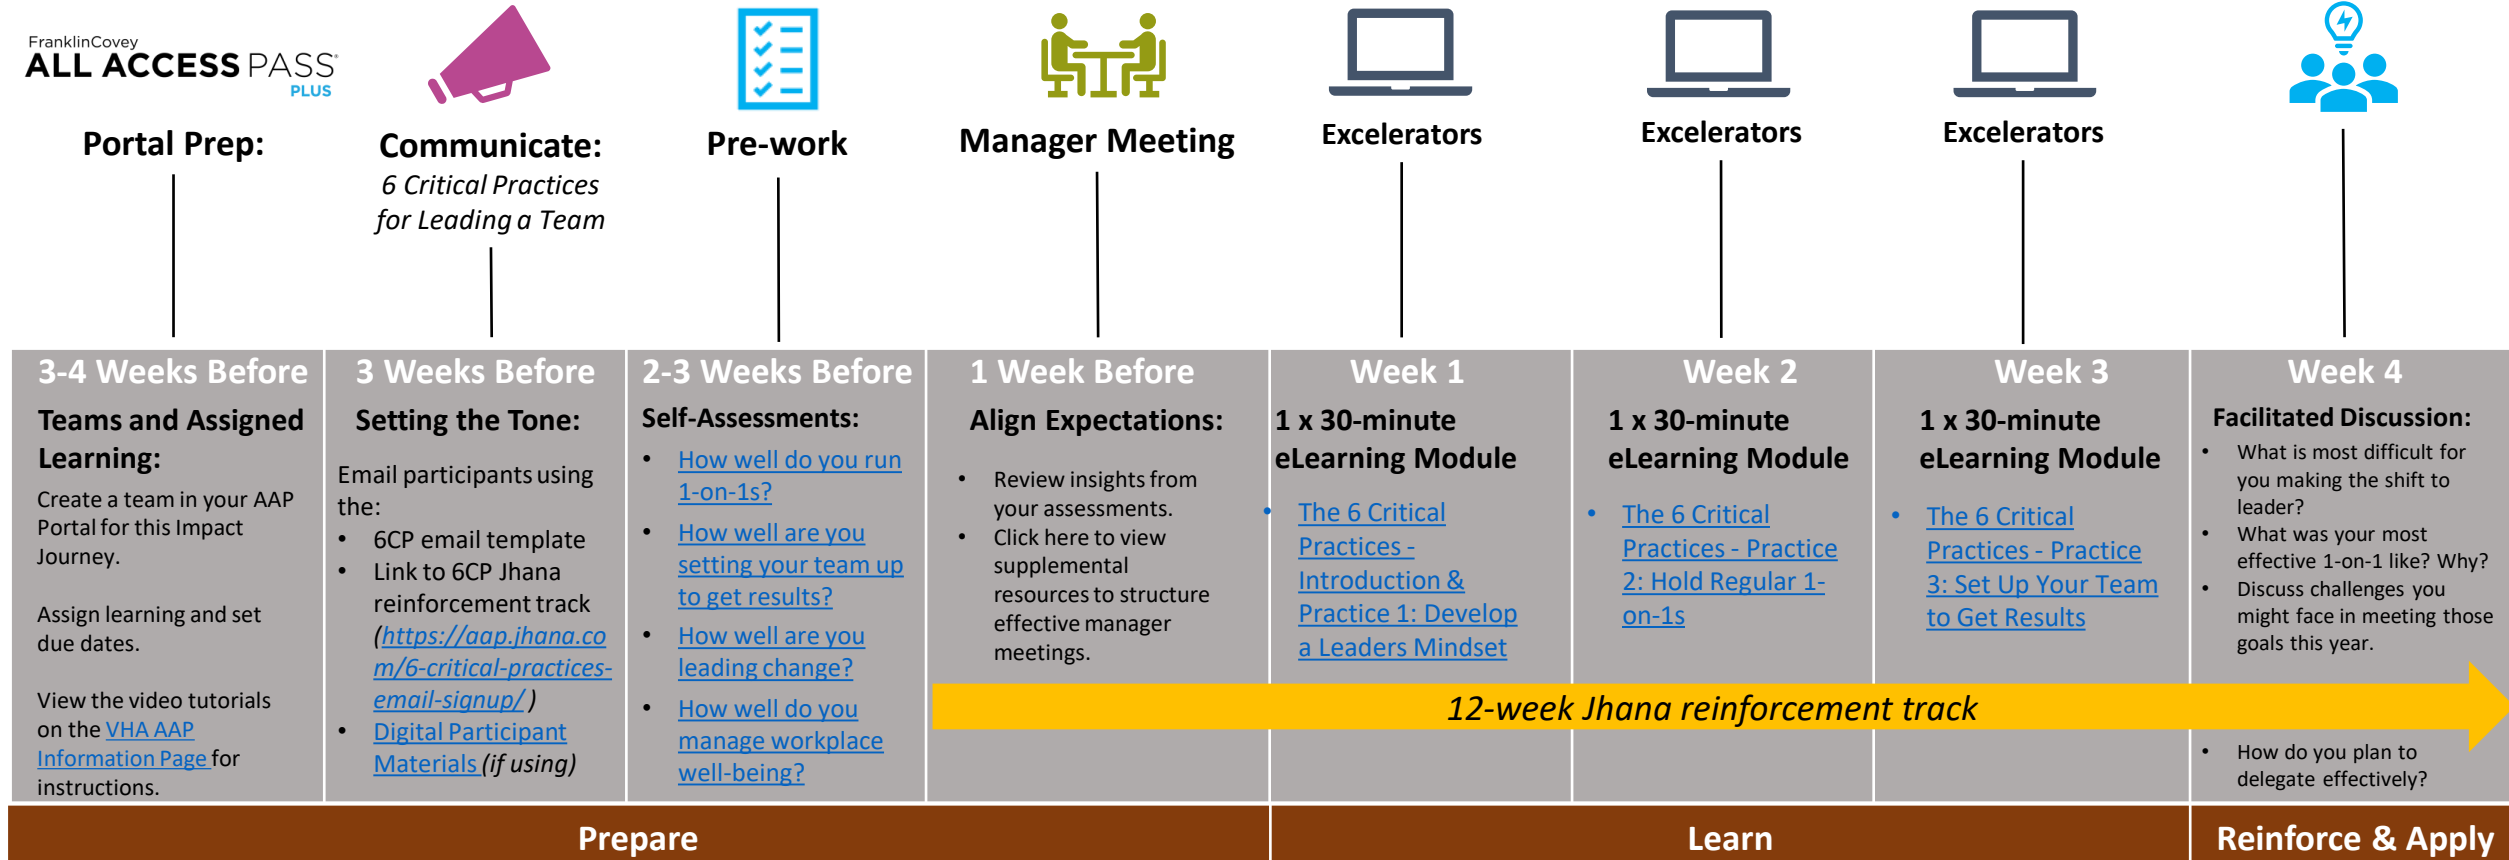 FranklinCovey
ALL ACCESS PASS®
PLUS
Portal Prep:
Communicate:
6 Critical Practices
for Leading a Team
Pre-work
Manager Meeting
Excelerators
Excelerators
Excelerators
3-4 Weeks Before
Teams and Assigned
Learning:
Create a team in your AAP
Portal for this Impact
Journey.
Assign learning and set
due dates.
View the video tutorials
on the VHA AAP
Information Page for
instructions.
3 Weeks Before
Setting the Tone:
Email participants using
the:
• 6CP email template
• Link to 6CP Jhana
reinforcement track
(https://aap.jhana.co
m/6-critical-practices-
email-signup/ )
• Digital Participant
Materials (if using)
2-3 Weeks Before
Self-Assessments:
• How well do you run
1-on-1s?
• How well are you
setting your team up
to get results?
• How well are you
leading change?
• How well do you
manage workplace
well-being?
1 Week Before
Align Expectations:
• Review insights from
your assessments.
• Click here to view
supplemental
resources to structure
effective manager
meetings.
Week 1
1 x 30-minute
eLearning Module
• The 6 Critical
Practices -
Introduction &
Practice 1: Develop
a Leaders Mindset
Week 2
1 x 30-minute
eLearning Module
• The 6 Critical
Practices - Practice
2: Hold Regular 1-
on-1s
Week 3
1 x 30-minute
eLearning Module
• The 6 Critical
Practices - Practice
3: Set Up Your Team
to Get Results
Week 4
Facilitated Discussion:
• What is most difficult for
you making the shift to
leader?
• What was your most
effective 1-on-1 like? Why?
• Discuss challenges you
might face in meeting those
goals this year.
12-week Jhana reinforcement track
• How do you plan to
delegate effectively?
Prepare
Learn
Reinforce & Apply